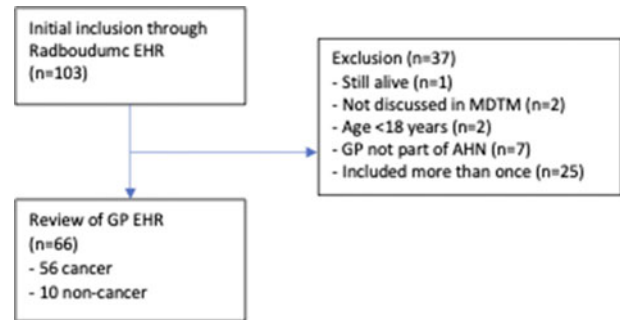 Initial inclusion through
Radboudumc EHR
(n=103)
Exclusion (n=37)
- Still alive (n=1)
- Not discussed in MDTM (n=2)
- Age <18 years (n=2)
- GP not part of AHN (n=7)
- Included more than once (n=25)
Review of GP EHR
(n=66)
- 56 cancer
- 10 non-cancer